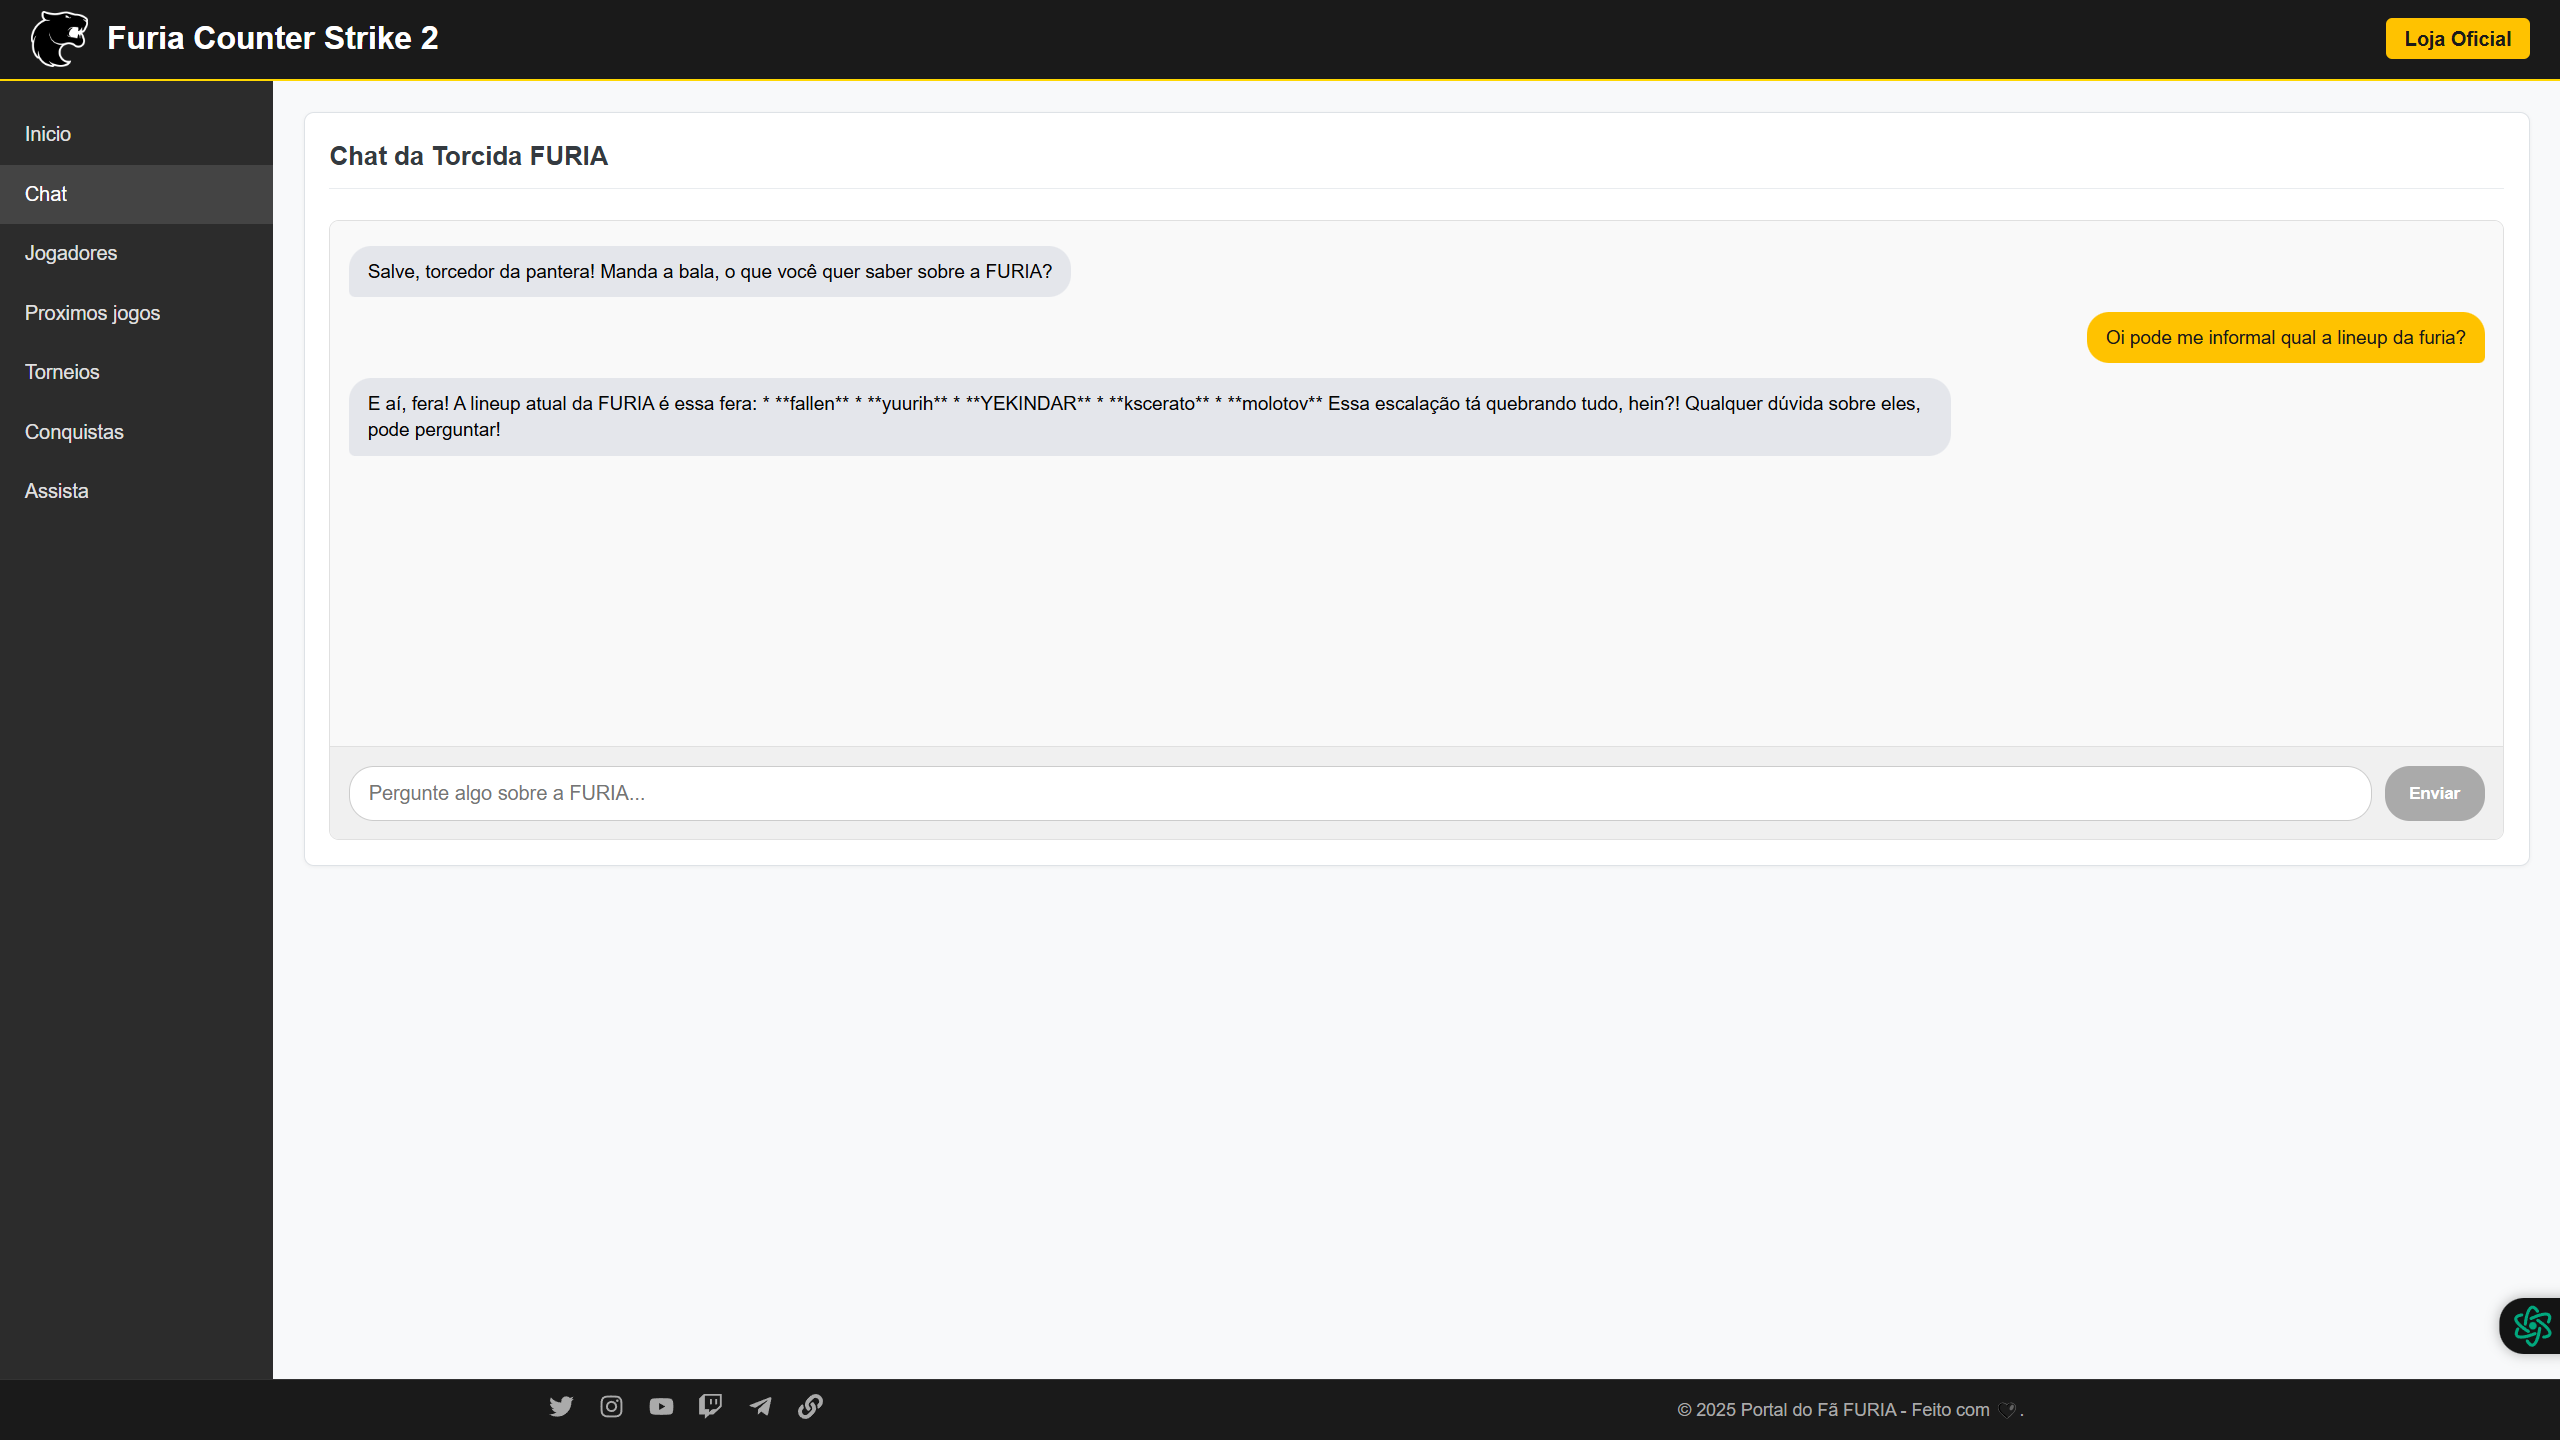 Furia Counter Strike 2
Loja Oficial
Inicio
Chat
Jogadores
Proximos jogos
Torneios
Conquistas
Assista
Chat da Torcida FURIA
Salve, torcedor da pantera! Manda a bala, o que você quer saber sobre a FURIA?
Oi pode me informal qual a lineup da furia?
E aí, fera! A lineup atual da FURIA é essa fera: * **fallen** * **yuurih** * **YEKINDAR** * **kscerato** * **molotov** Essa escalação tá quebrando tudo, hein?! Qualquer dúvida sobre eles,
pode perguntar!
Pergunte algo sobre a FURIA...
Enviar
© 2025 Portal do Fã FURIA - Feito com 🖤.